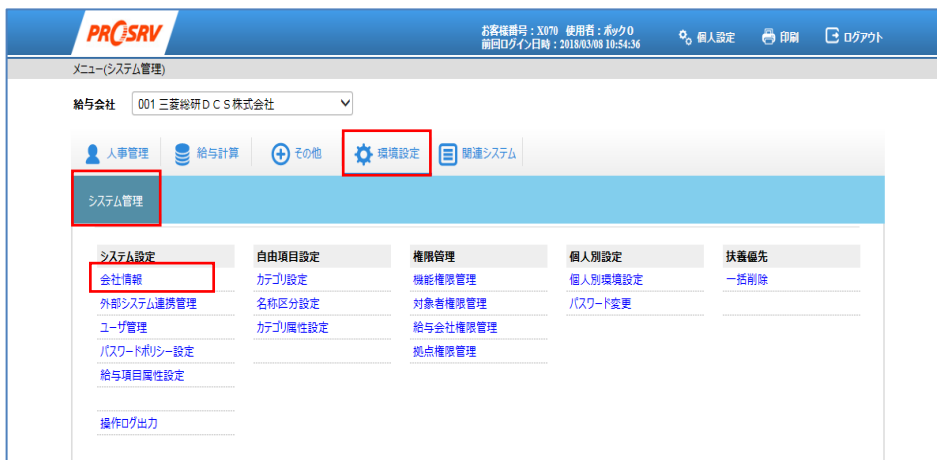 PROSRV
お客様番号：X070 使用者：ボック０
前回ログイン日時：2018/03/08 10:54:36
個人設定 印刷 ログアウト
メニュー(システム管理)
給与会社 001 三菱総研ＤＣＳ株式会社
人事管理 給与計算 その他 環境設定 関連システム
システム管理
システム設定 自由項目設定 権限管理 個人別設定 扶養優先
会社情報 カテゴリ設定 機能権限管理 個人別環境設定 一括削除
外部システム連携管理 名称区分設定 対象者権限管理 パスワード変更
ユーザ管理 カテゴリ属性設定 給与会社権限管理
パスワードポリシー設定 拠点権限管理
給与項目属性設定
操作ログ出力